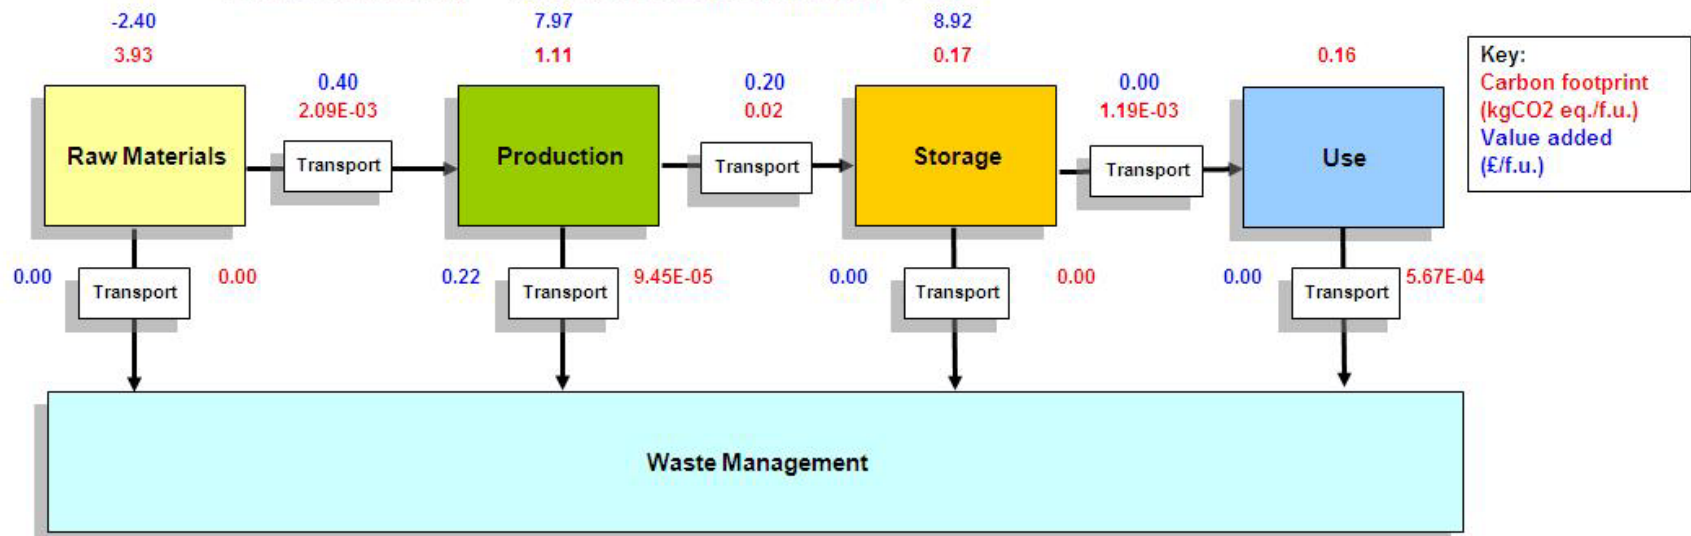 -2.40
7.97
8.92
3.93
1.11
0.17
0.16
0.40
2.09E-03
0.20
0.02
0.00
1.19E-03
Key:
Carbon footprint
(kgCO2 eq./f.u.)
Value added
(£/f.u.)
Raw Materials
Transport
Production
Transport
Storage
Transport
Use
0.00
Transport
0.00
0.22
Transport
9.45E-05
0.00
Transport
0.00
0.00
Transport
5.67E-04
Waste Management